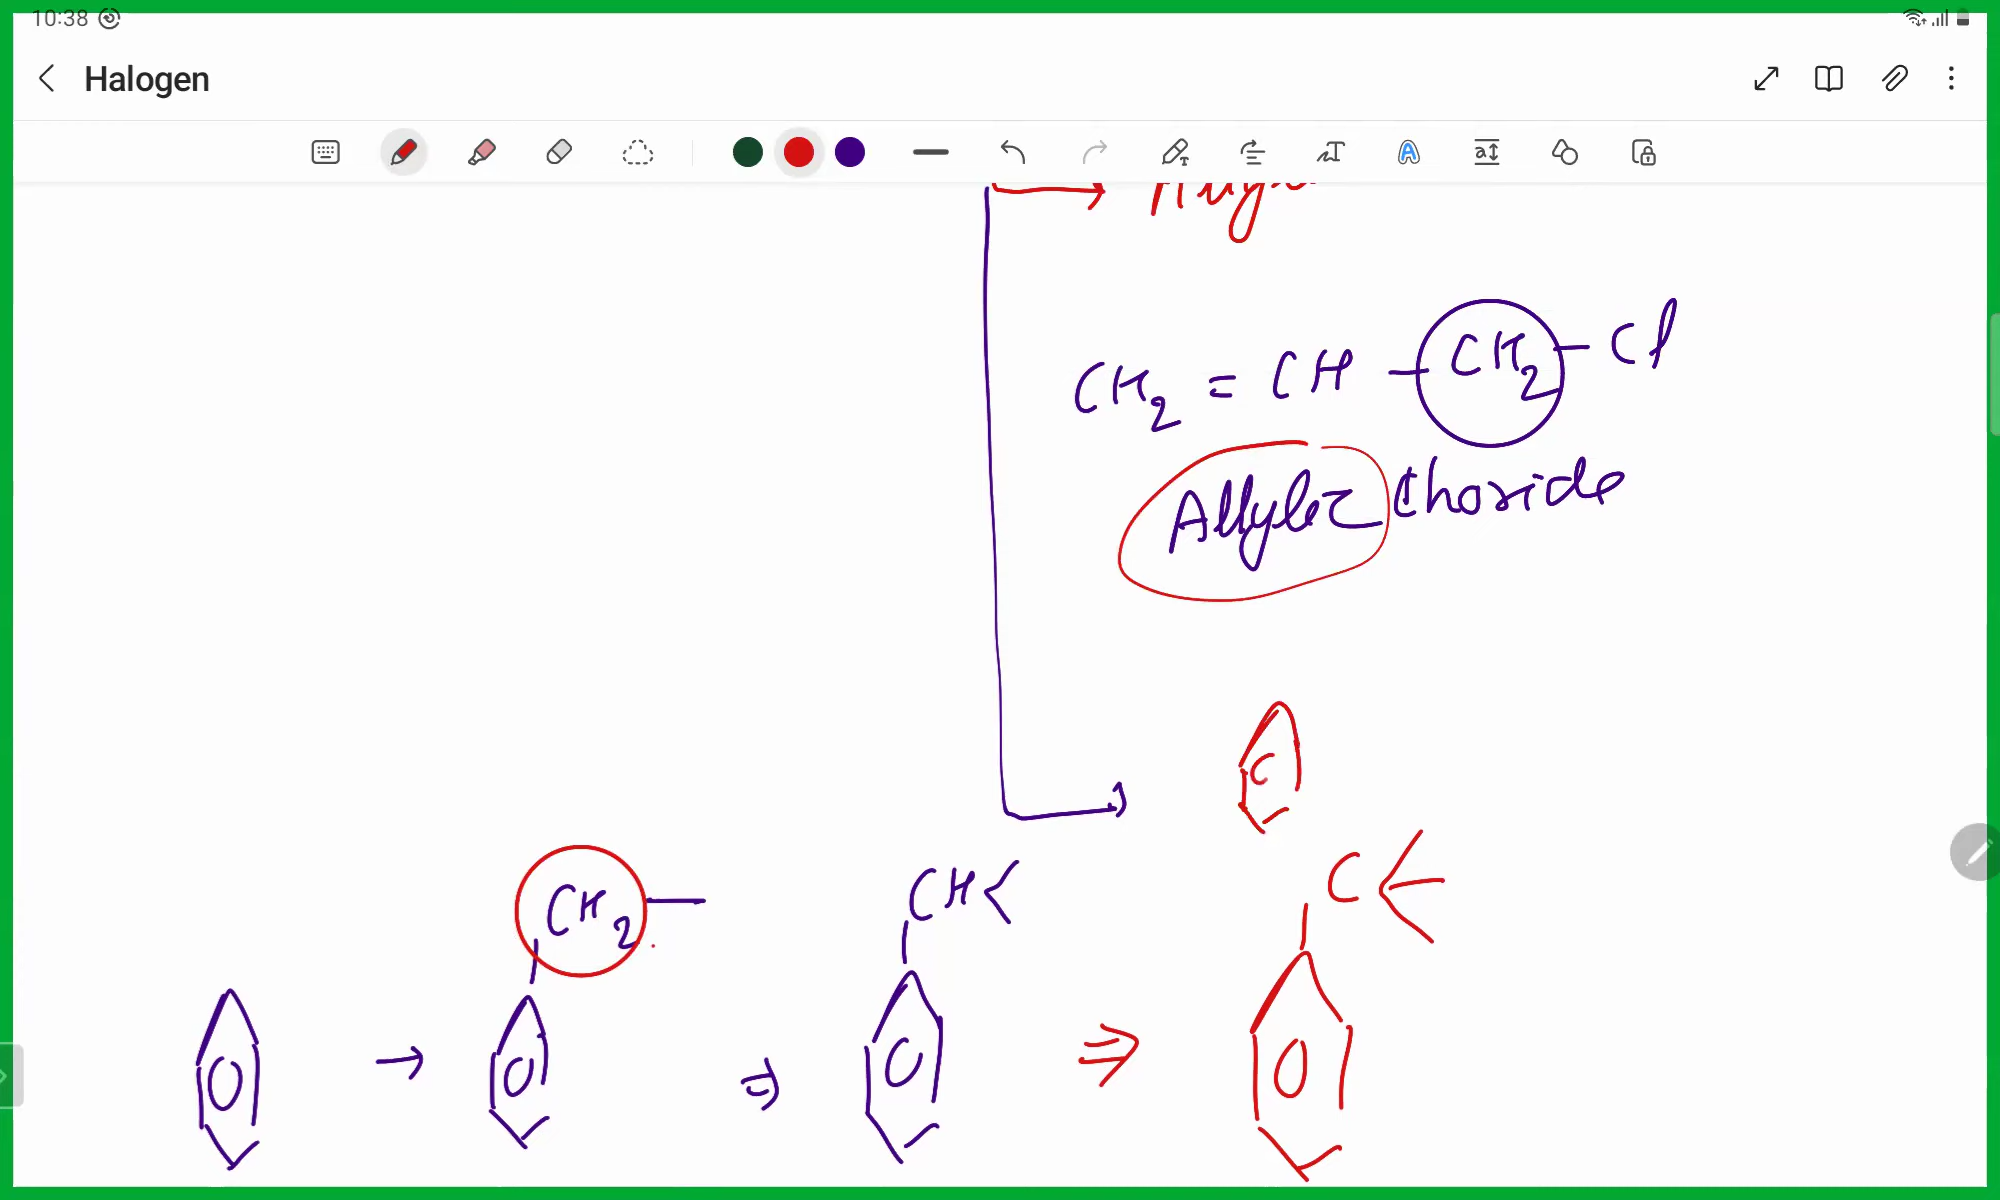 10:38
Halogen
CH₂ = CH - CH₂ - Cl
Allylic Choride
C
CH₂ —
CH <
C
O
O
O
O